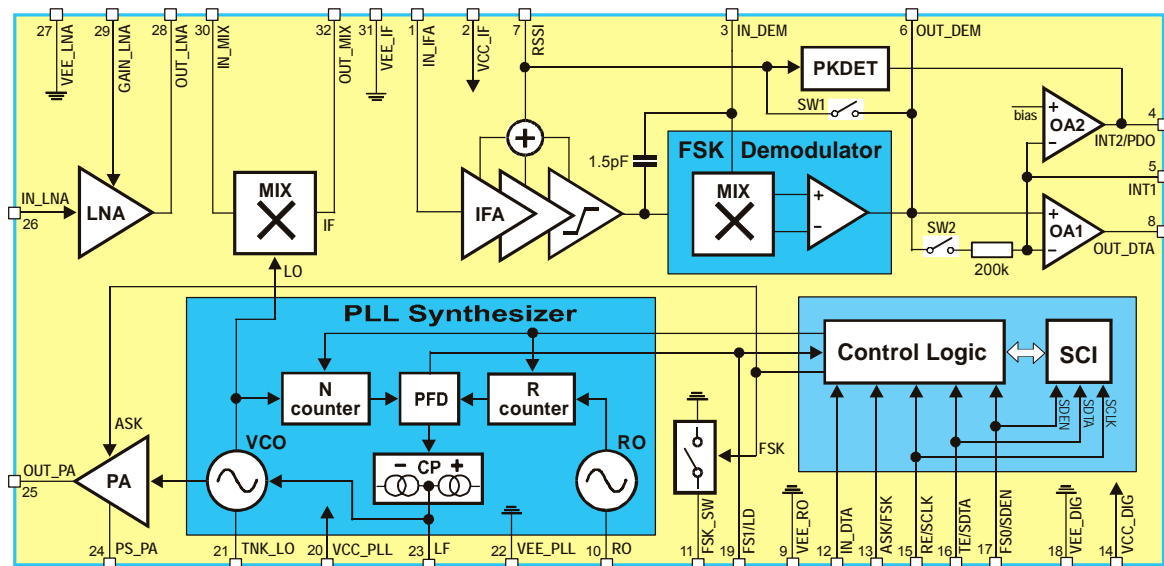 27 VEE_LNA
29 GAIN_LNA
28 OUT_LNA
30 IN_MIX
32 OUT_MIX
31 VEE_IF
1 IN_IFA
2 VCC_IF
7 RSSI
3 IN_DEM
6 OUT_DEM
PKDET
SW1
bias
+
OA2
−
4
INT2/PDO
5
INT1
+
1.5pF
FSK Demodulator
MIX
+
−
IN_LNA
26
LNA
MIX
IF
LO
IFA
SW2
200k
+
OA1
−
8
OUT_DTA
PLL Synthesizer
N counter
PFD
R counter
Control Logic
SCI
SDEN
SDTA
SCLK
ASK
VCO
RO
− CP +
FSK
OUT_PA
25
PA
24 PS_PA
21 TNK_LO
20 VCC_PLL
23 LF
22 VEE_PLL
10 RO
11 FSK_SW
19 FS1/LD
9 VEE_RO
12 IN_DTA
13 ASK/FSK
15 RE/SCLK
16 TE/SDTA
17 FS0/SDEN
18 VEE_DIG
14 VCC_DIG